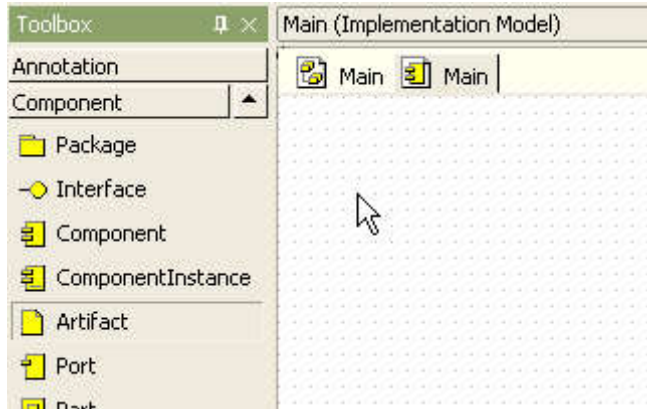 Toolbox
Main (Implementation Model)
Annotation
Main
Main
Component
Package
Interface
Component
ComponentInstance
Artifact
Port